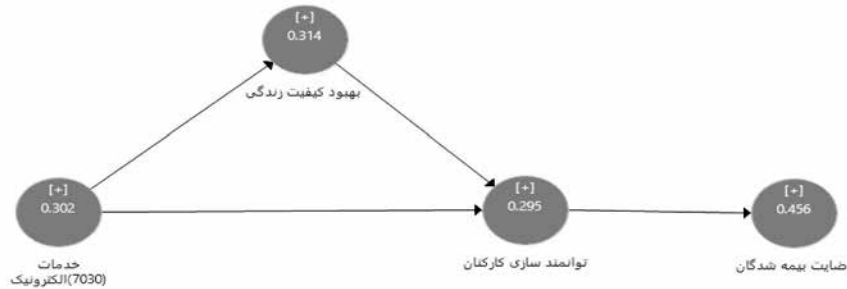 [+]
0.314
بهبود کیفیت زندگی
[+]
0.302
خدمات
الکترونیک(7030)
[+]
0.295
توانمند سازی کارکنان
[+]
0.456
ضایت بیمه شدگان